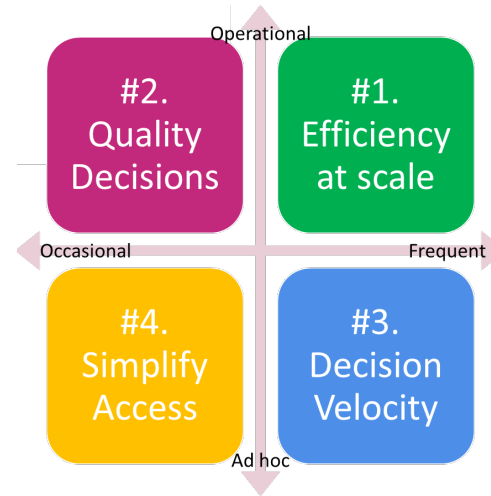 Operational
#2.
Quality
Decisions
#1.
Efficiency
at scale
Occasional
Frequent
#4.
Simplify
Access
#3.
Decision
Velocity
Ad hoc